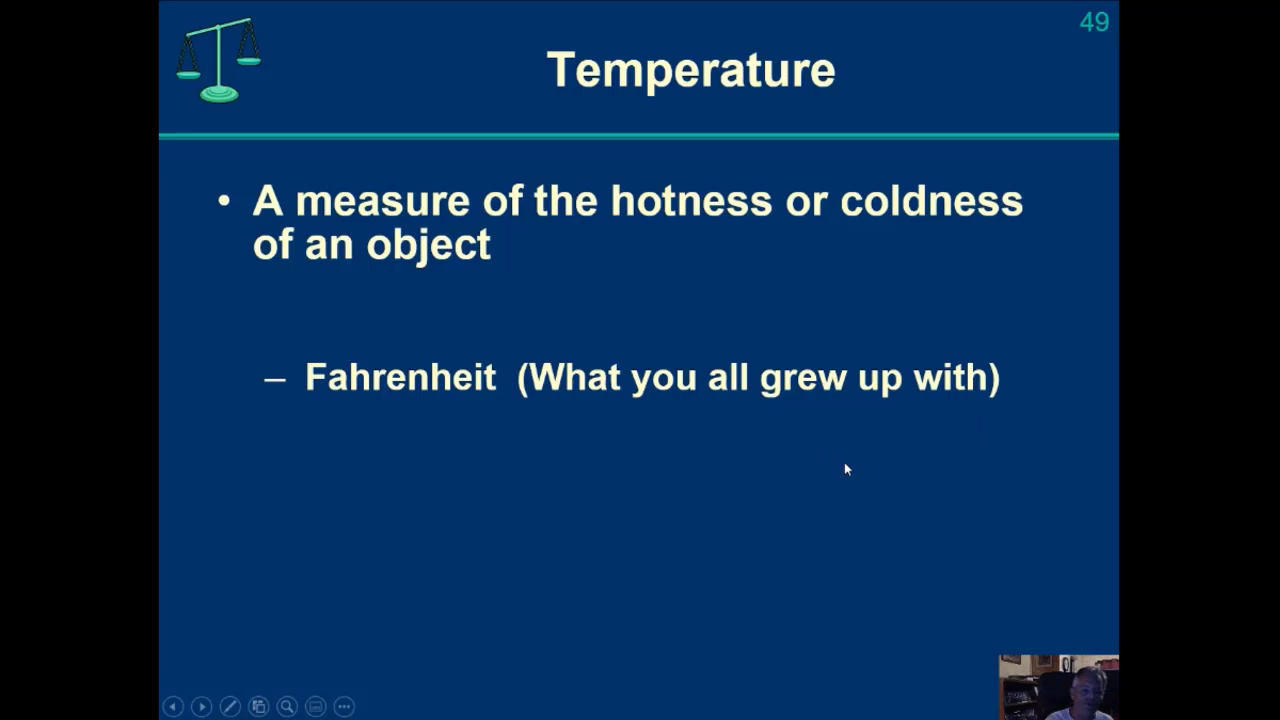 49
Temperature
• A measure of the hotness or coldness
of an object
– Fahrenheit (What you all grew up with)